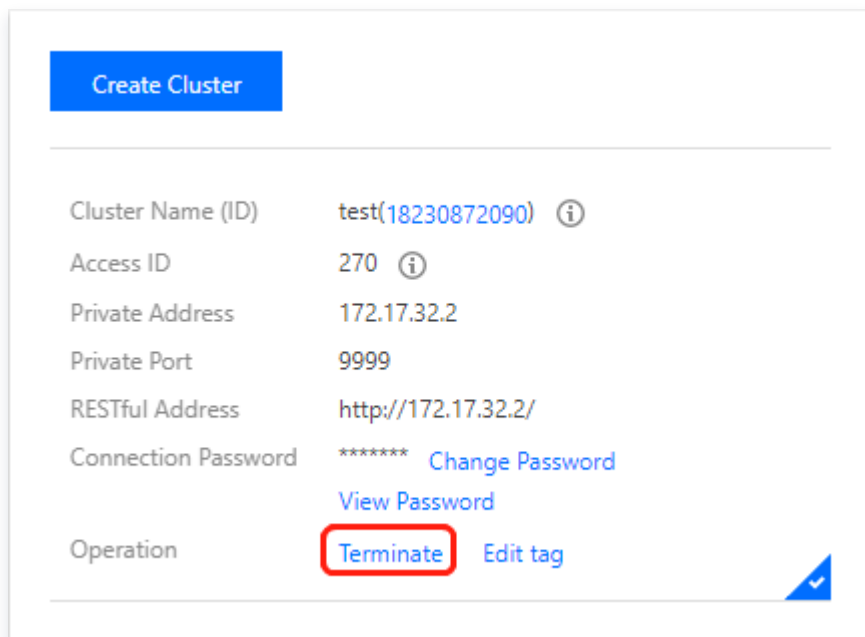 Create Cluster
Cluster Name (ID) test(18230872090)
Access ID 270
Private Address 172.17.32.2
Private Port 9999
RESTful Address http://172.17.32.2/
Connection Password ******* Change Password
View Password
Operation Terminate Edit tag